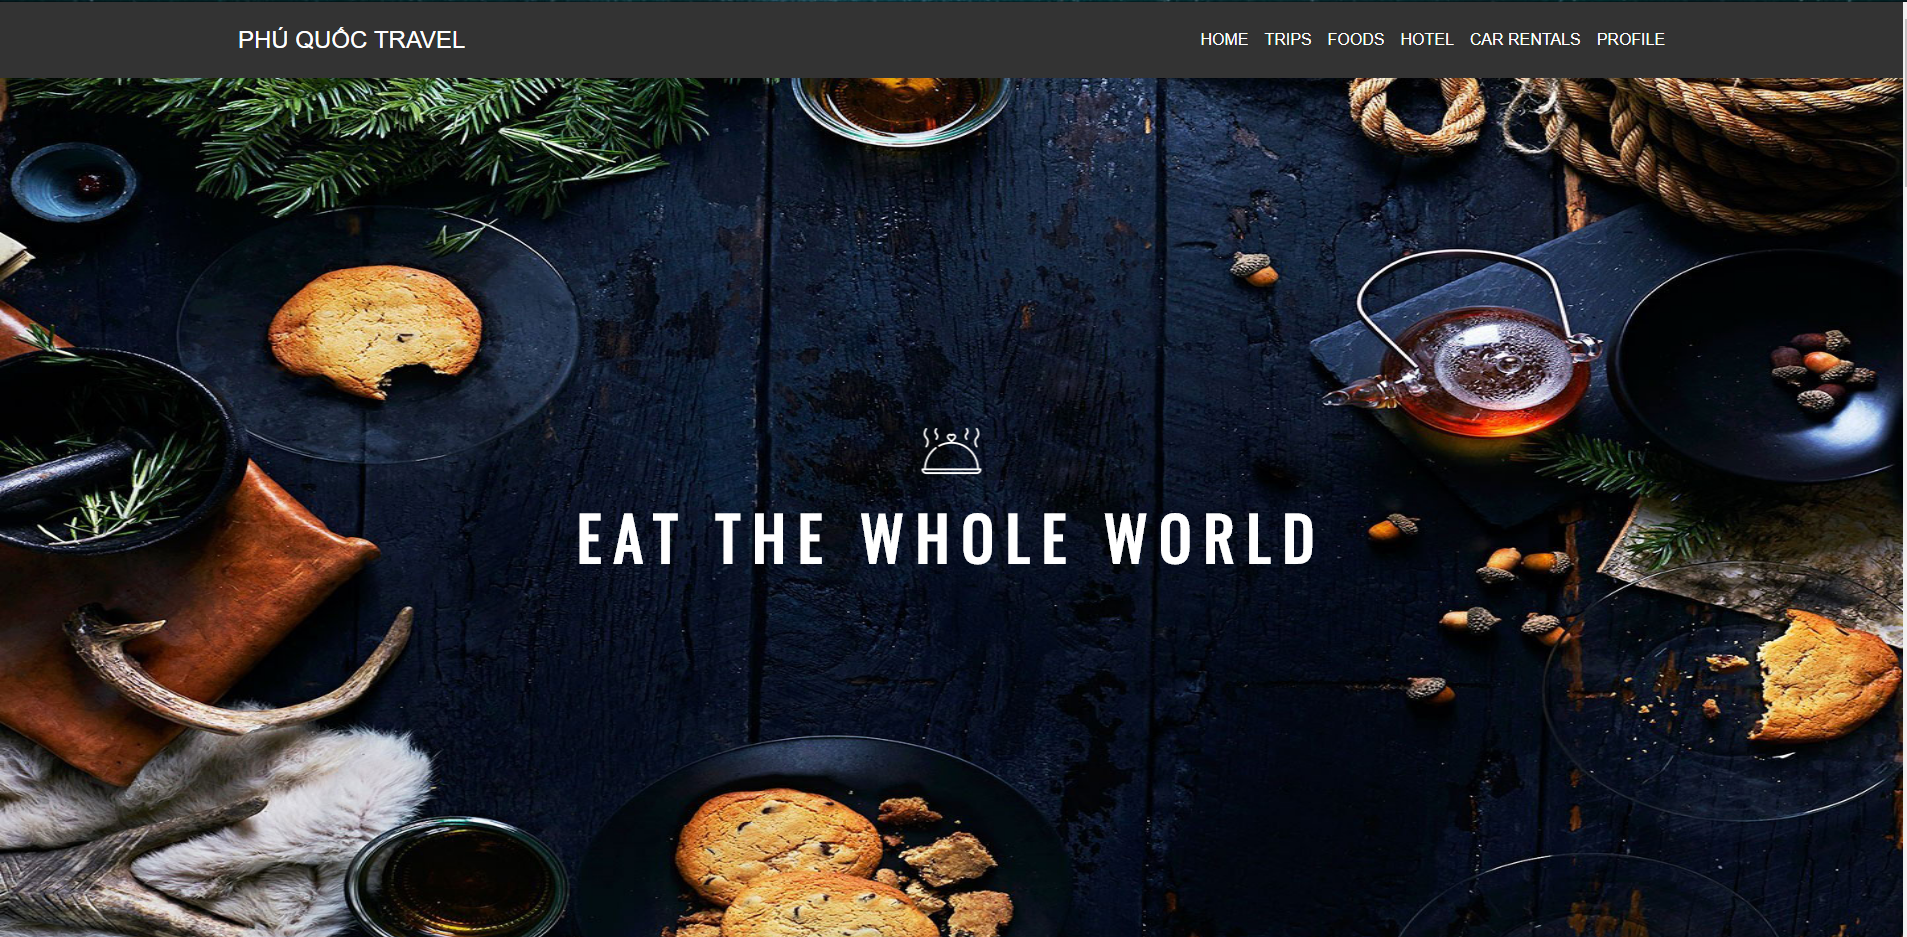 PHÚ QUỐC TRAVEL
HOME TRIPS FOODS HOTEL CAR RENTALS PROFILE
EAT THE WHOLE WORLD